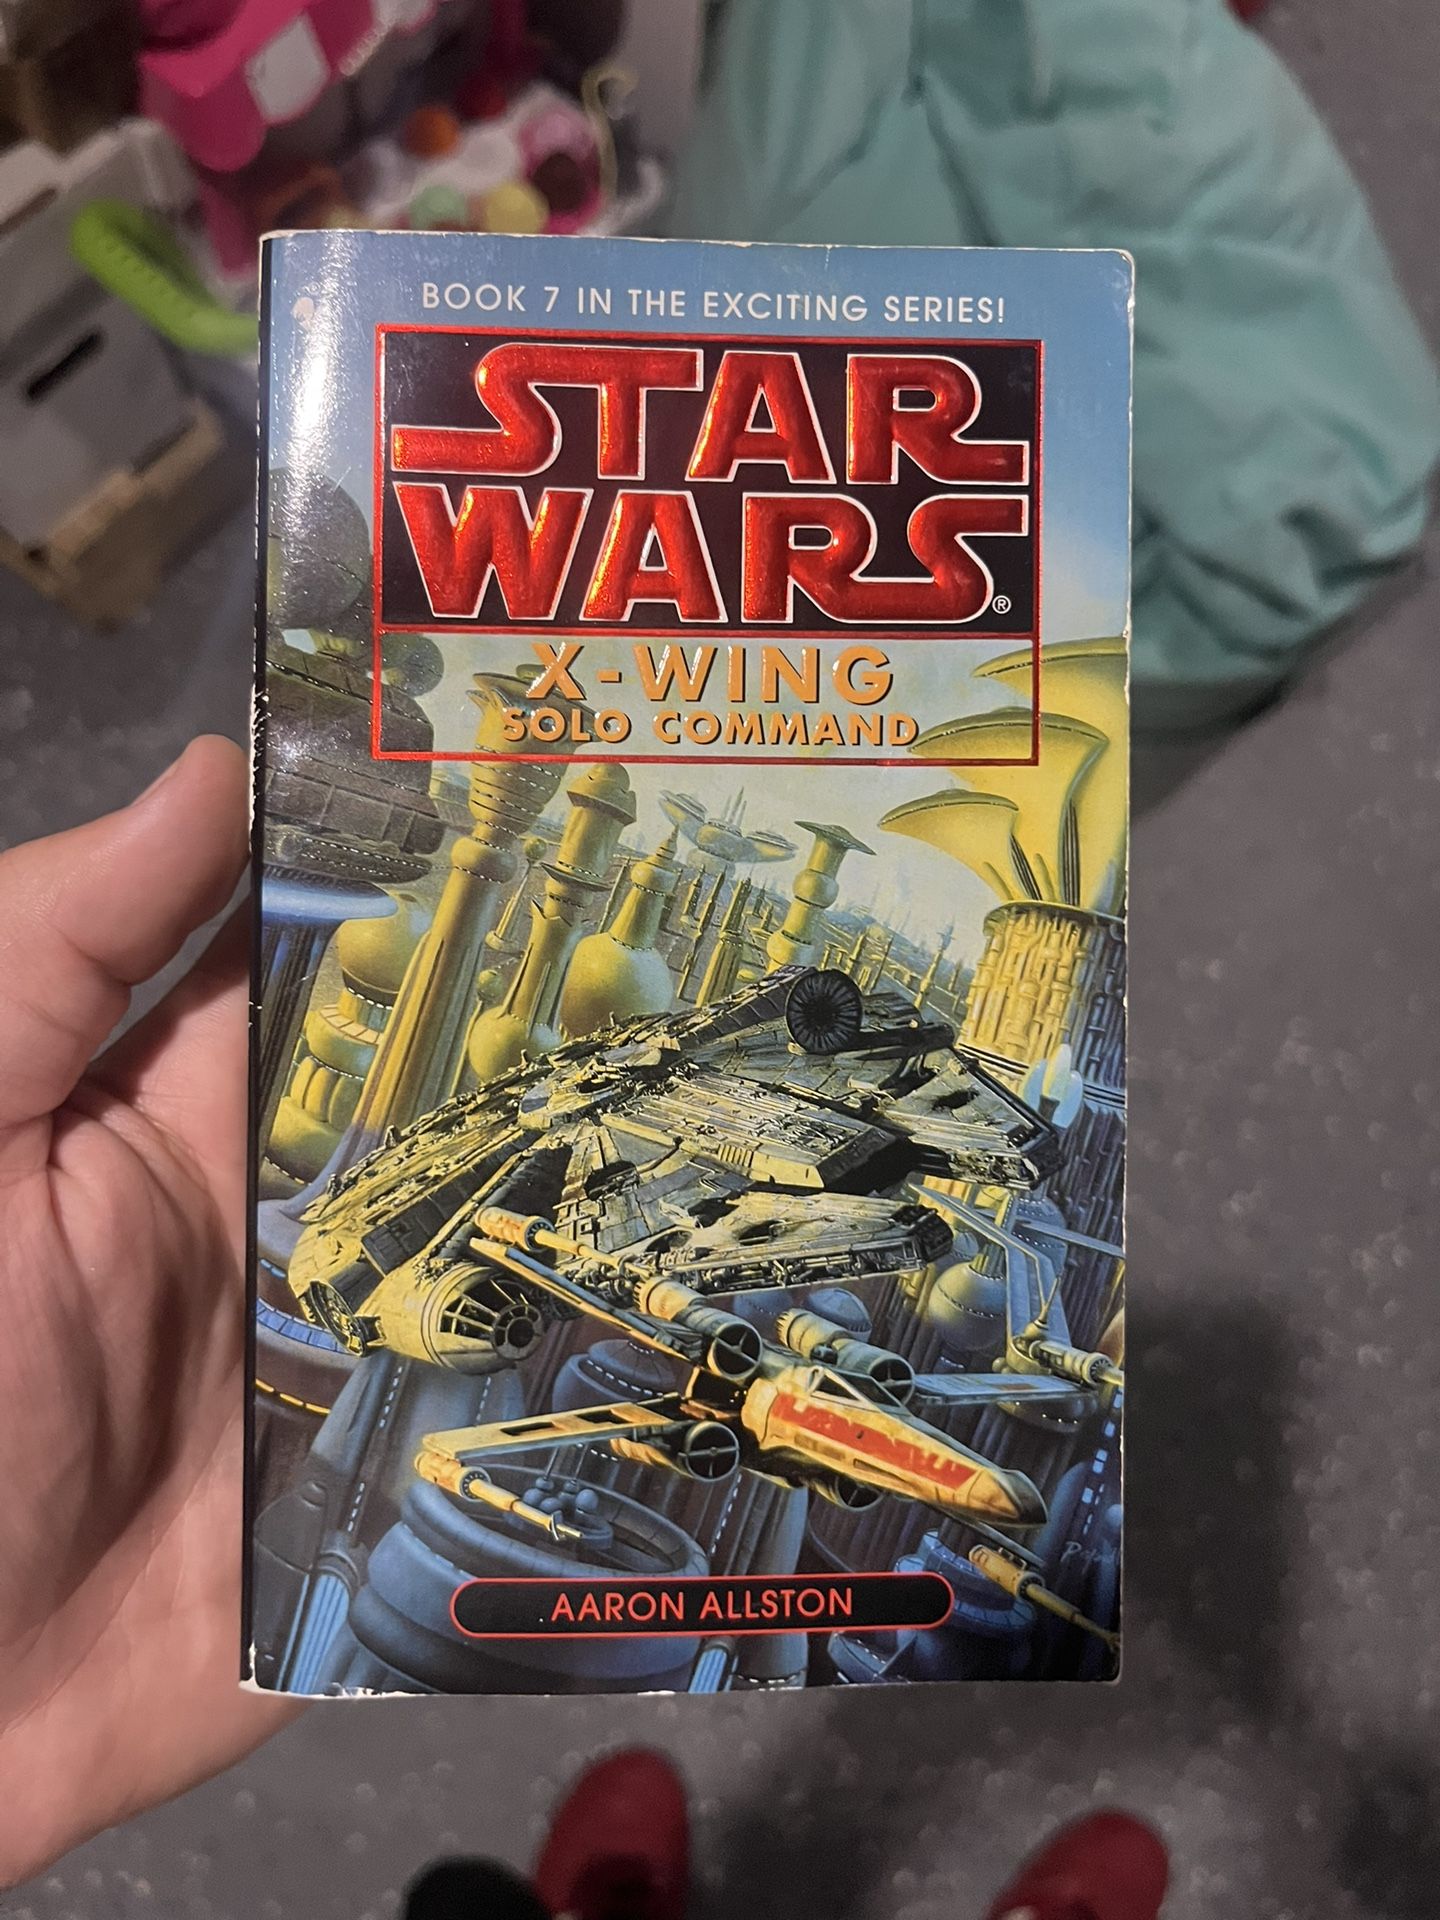 BOOK 7 IN THE EXCITING SERIES!
STAR
WARS®
X-WING
SOLO COMMAND
AARON ALLSTON